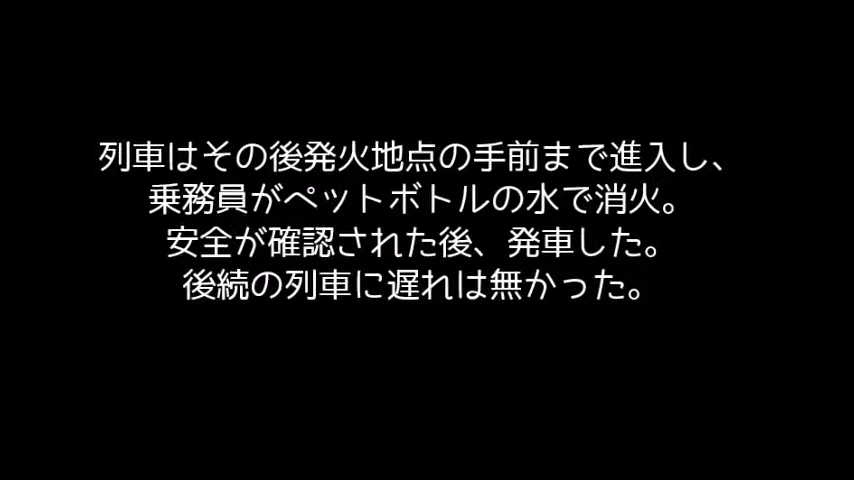 列車はその後発火地点の手前まで進入し、
乗務員がペットボトルの水で消火。
安全が確認された後、発車した。
後続の列車に遅れは無かった。